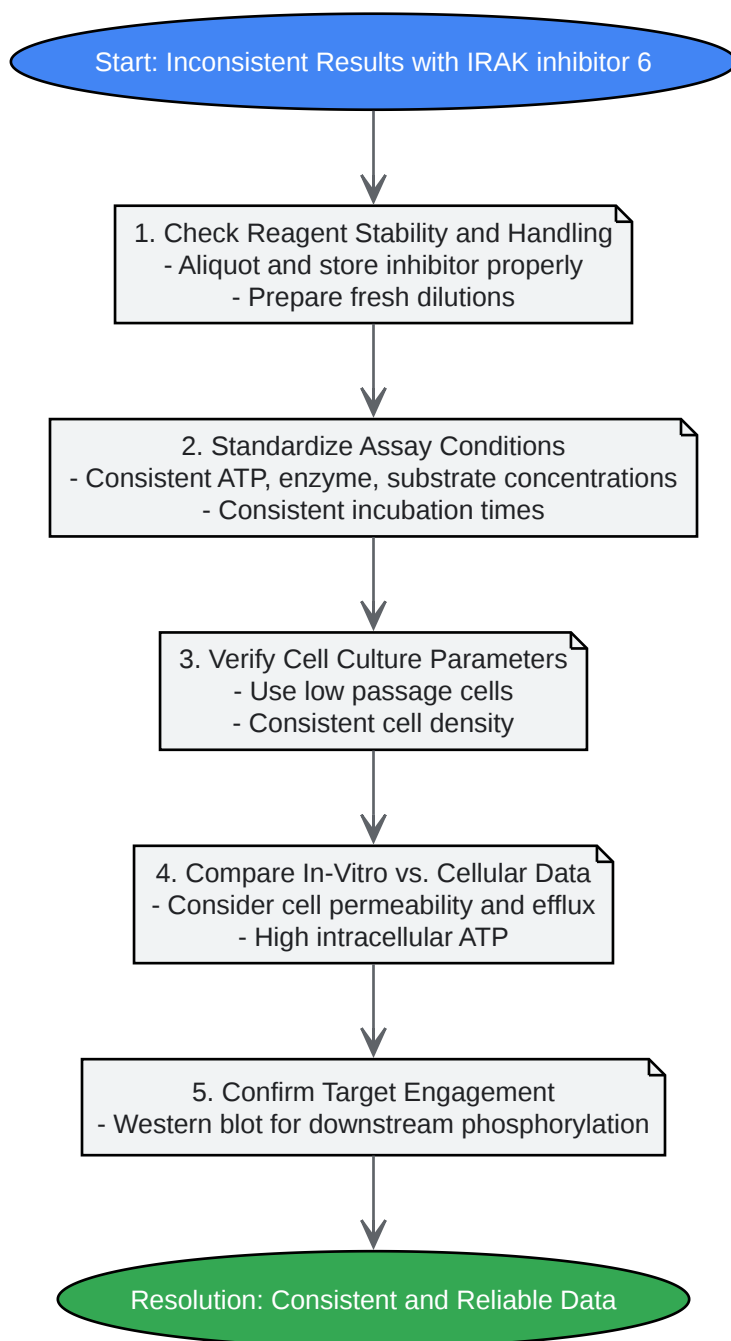 Start: Inconsistent Results with IRAK inhibitor 6
1. Check Reagent Stability and Handling
- Aliquot and store inhibitor properly
- Prepare fresh dilutions
2. Standardize Assay Conditions
- Consistent ATP, enzyme, substrate concentrations
- Consistent incubation times
3. Verify Cell Culture Parameters
- Use low passage cells
- Consistent cell density
4. Compare In-Vitro vs. Cellular Data
- Consider cell permeability and efflux
- High intracellular ATP
5. Confirm Target Engagement
- Western blot for downstream phosphorylation
Resolution: Consistent and Reliable Data